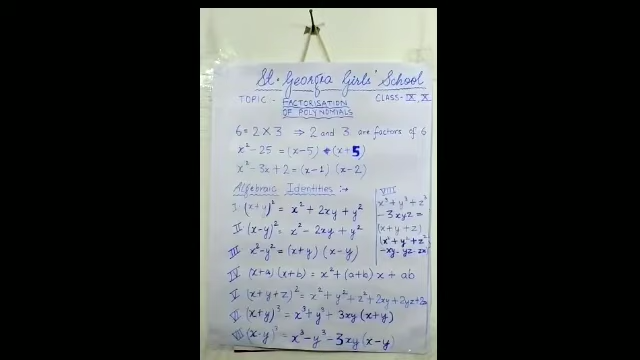 St. Georgia Girls' School
TOPIC:- FACTORISATION OF POLYNOMYALS
CLASS-IX, X
6 = 2 × 3 ⇒ 2 and 3 are factors of 6
x² - 25 = (x-5) + (x+5)
x² - 3x + 2 = (x-1) (x-2)
Algebraic Identities :→
I (x+y)² = x² + 2xy + y²
II (x-y)² = x² - 2xy + y²
III x² - y² = (x+y) (x-y)
IV (x+a) (x+b) = x² + (a+b) x + ab
V (x+y+z)² = x² + y² + z² + 2xy + 2yz + 2zx
VI (x+y)³ = x³ + y³ + 3xy (x+y)
VII (x-y)³ = x³ - y³ - 3xy (x-y)
VIII
x³ + y³ + z³
- 3xyz =
(x+y+z)
(x² + y² + z²
- xy - yz - zx)